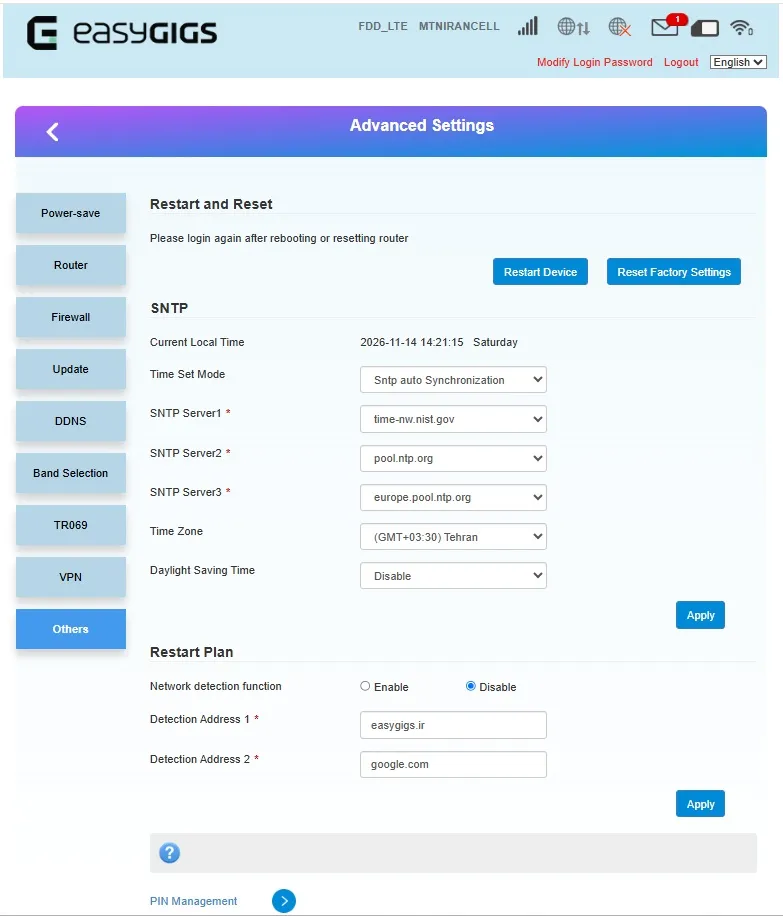 easyGIGS
FDD_LTE MTNIRANCELL 1 0
Modify Login Password Logout English
Advanced Settings
Power-save
Router
Firewall
Update
DDNS
Band Selection
TR069
VPN
Others
Restart and Reset
Please login again after rebooting or resetting router
Restart Device Reset Factory Settings
SNTP
Current Local Time 2026-11-14 14:21:15 Saturday
Time Set Mode Sntp auto Synchronization
SNTP Server1 * time-nw.nist.gov
SNTP Server2 * pool.ntp.org
SNTP Server3 * europe.pool.ntp.org
Time Zone (GMT+03:30) Tehran
Daylight Saving Time Disable
Apply
Restart Plan
Network detection function Enable Disable
Detection Address 1 * easygigs.ir
Detection Address 2 * google.com
Apply
?
PIN Management